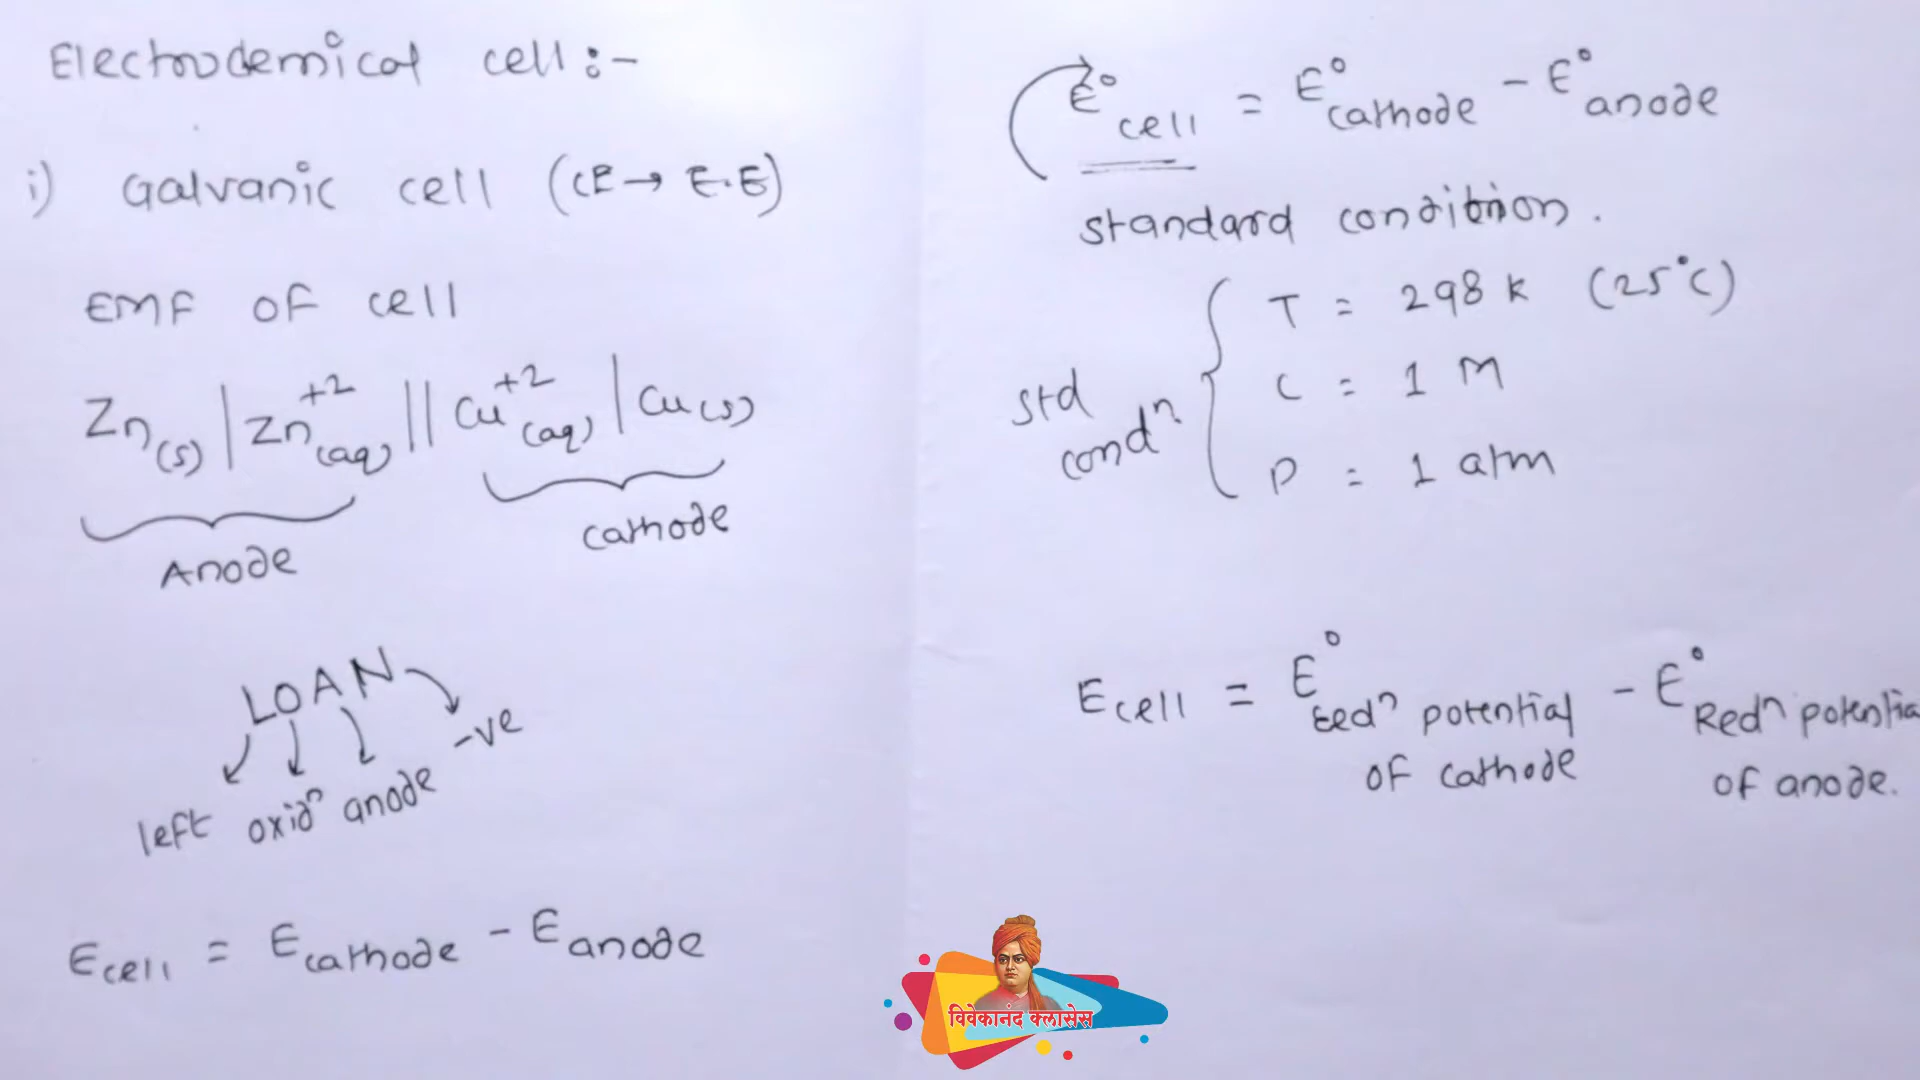 Electrodemical cell :-
i) Galvanic cell (CE → E.E)
EMF OF cell
Zn(s) | Zn+2(aq) || Cu+2(aq) | Cu(s)
Anode
cathode
LOAN
left oxidn anode -ve
Ecell = Ecathode - Eanode
E°cell = E°cathode - E°anode
standard condition.
std condn
T = 298 K (25°C)
C = 1 M
P = 1 atm
Ecell = E° Redn potential - E° Redn potentia
of cathode of anode.
विवेकानंद क्लासेस